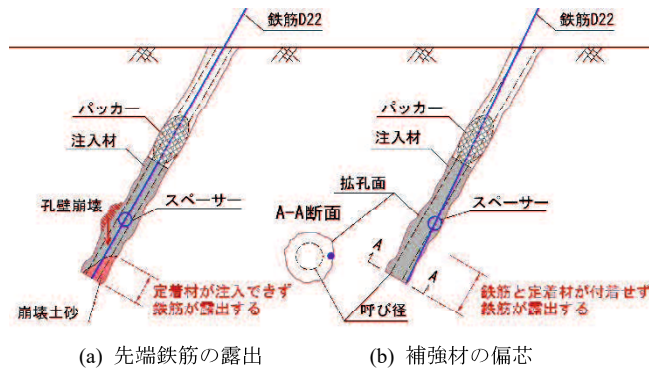 鉄筋D22
パッカー
注入材
孔壁崩壊
スペーサー
定着材が注入できず
鉄筋が露出する
崩壊土砂
(a) 先端鉄筋の露出
鉄筋D22
パッカー
注入材
拡孔面
スペーサー
A-A断面
A
A
鉄筋と定着材が付着せず
鉄筋が露出する
呼び径
(b) 補強材の偏芯